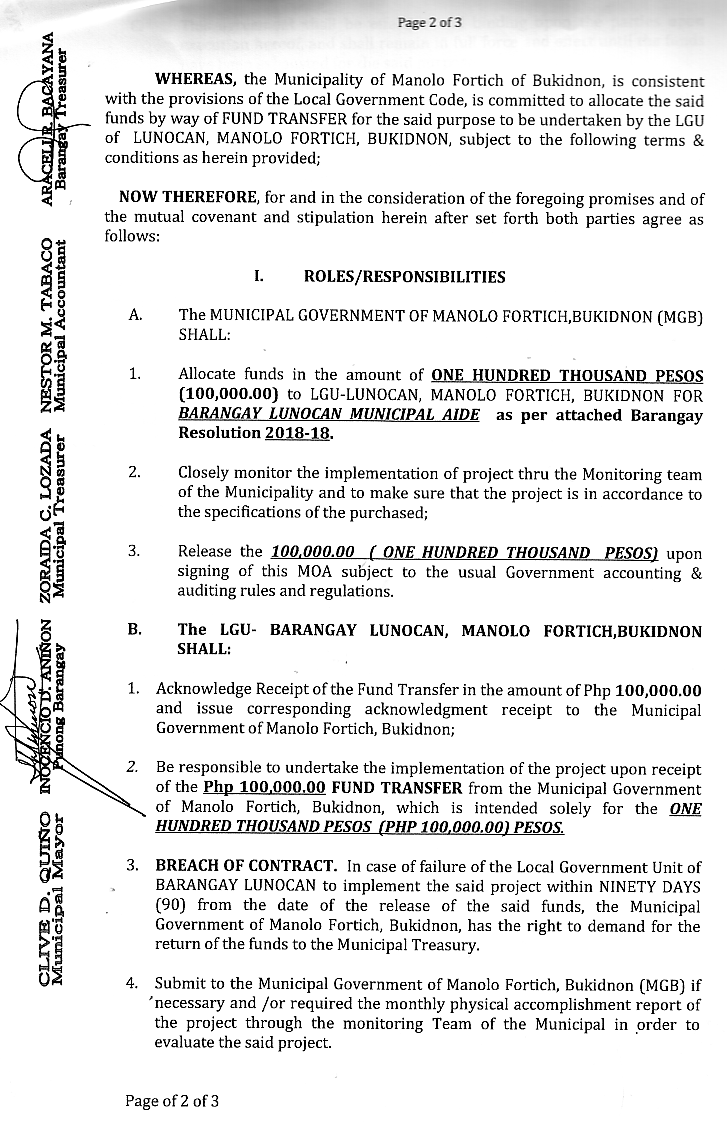 Page 2 of 3
WHEREAS, the Municipality of Manolo Fortich of Bukidnon, is consistent
with the provisions of the Local Government Code, is committed to allocate the said
funds by way of FUND TRANSFER for the said purpose to be undertaken by the LGU
of LUNOCAN, MANOLO FORTICH, BUKIDNON, subject to the following terms &
conditions as herein provided;
NOW THEREFORE, for and in the consideration of the foregoing promises and of
the mutual covenant and stipulation herein after set forth both parties agree as
follows:
I. ROLES/RESPONSIBILITIES
A. The MUNICIPAL GOVERNMENT OF MANOLO FORTICH,BUKIDNON (MGB)
SHALL:
1. Allocate funds in the amount of ONE HUNDRED THOUSAND PESOS
(100,000.00) to LGU-LUNOCAN, MANOLO FORTICH, BUKIDNON FOR
BARANGAY LUNOCAN MUNICIPAL AIDE as per attached Barangay
Resolution 2018-18.
2. Closely monitor the implementation of project thru the Monitoring team
of the Municipality and to make sure that the project is in accordance to
the specifications of the purchased;
3. Release the 100,000.00 ( ONE HUNDRED THOUSAND PESOS) upon
signing of this MOA subject to the usual Government accounting &
auditing rules and regulations.
B. The LGU- BARANGAY LUNOCAN, MANOLO FORTICH,BUKIDNON
SHALL:
1. Acknowledge Receipt of the Fund Transfer in the amount of Php 100,000.00
and issue corresponding acknowledgment receipt to the Municipal
Government of Manolo Fortich, Bukidnon;
2. Be responsible to undertake the implementation of the project upon receipt
of the Php 100,000.00 FUND TRANSFER from the Municipal Government
of Manolo Fortich, Bukidnon, which is intended solely for the ONE
HUNDRED THOUSAND PESOS (PHP 100,000.00) PESOS.
3. BREACH OF CONTRACT. In case of failure of the Local Government Unit of
BARANGAY LUNOCAN to implement the said project within NINETY DAYS
(90) from the date of the release of the said funds, the Municipal
Government of Manolo Fortich, Bukidnon, has the right to demand for the
return of the funds to the Municipal Treasury.
4. Submit to the Municipal Government of Manolo Fortich, Bukidnon (MGB) if
necessary and /or required the monthly physical accomplishment report of
the project through the monitoring Team of the Municipal in order to
evaluate the said project.
Page of 2 of 3
CLIVE D. QUIÑO
Municipal Mayor
INOCENCIO D. ANIÑON
Punong Barangay
ZORAIDA C. LOZADA
Municipal Treasurer
NESTOR M. TABACO
Municipal Accountant
ARACELI R. BACAYANA
Barangay Treasurer